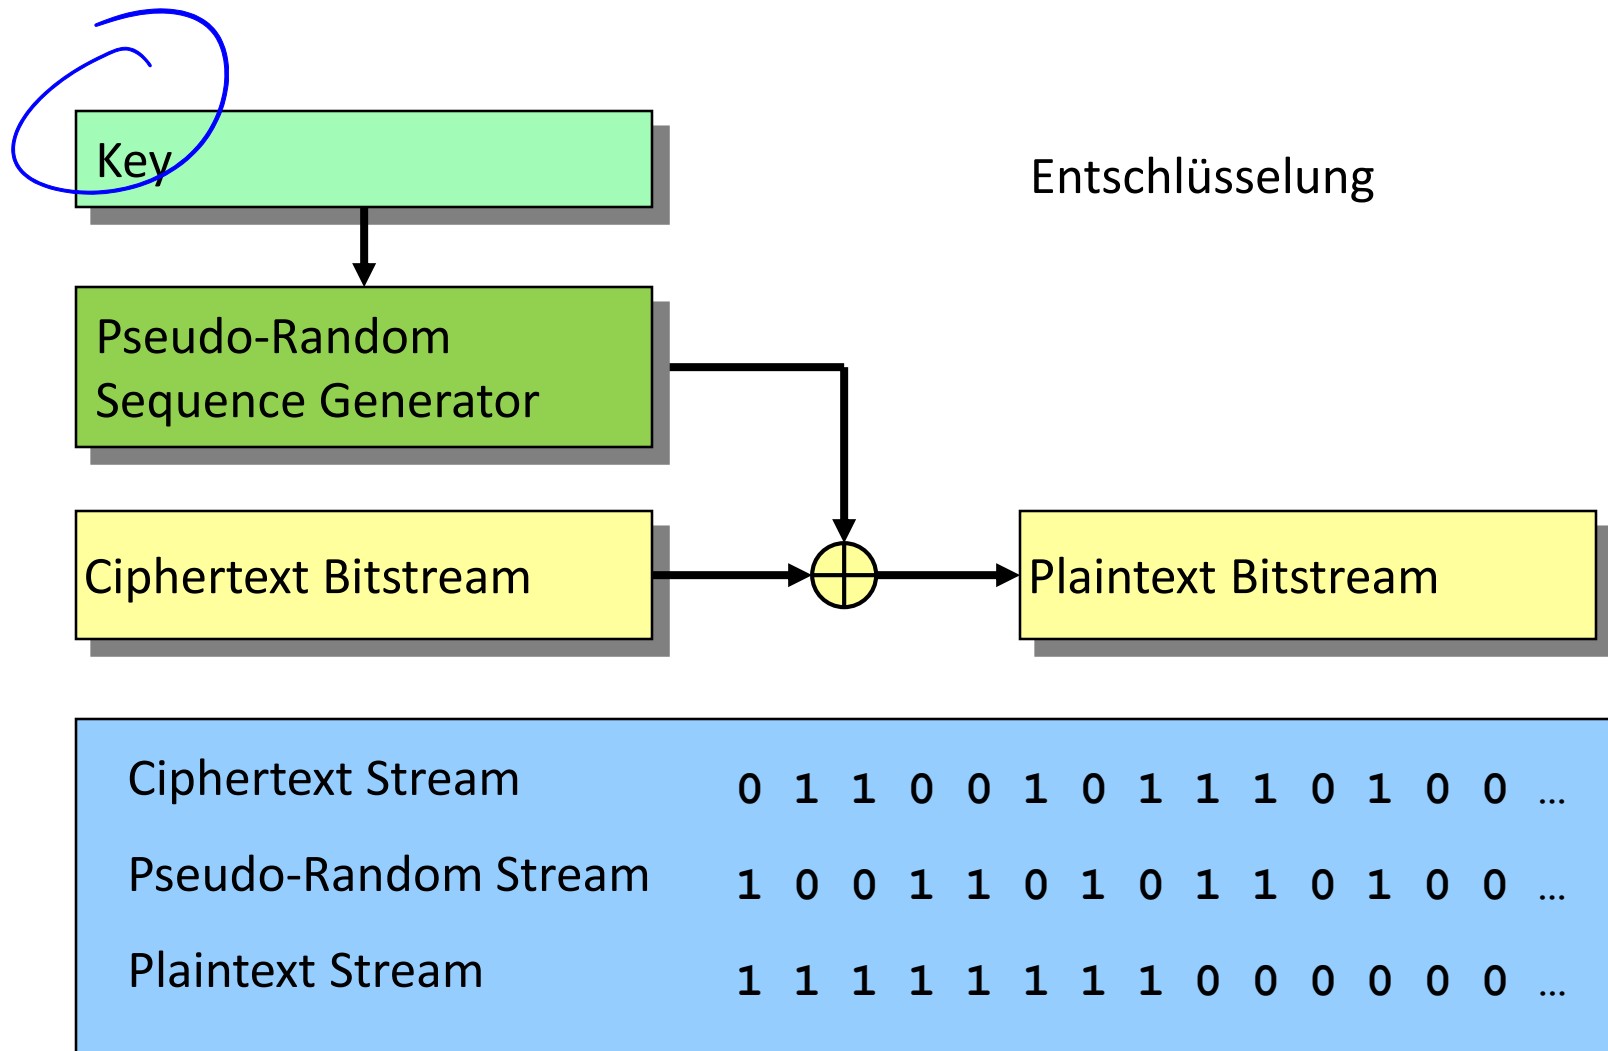 Key
Entschlüsselung
Pseudo-Random
Sequence Generator
Ciphertext Bitstream
Plaintext Bitstream
Ciphertext Stream 0 1 1 0 0 1 0 1 1 1 0 1 0 0 ...
Pseudo-Random Stream 1 0 0 1 1 0 1 0 1 1 0 1 0 0 ...
Plaintext Stream 1 1 1 1 1 1 1 1 0 0 0 0 0 0 ...